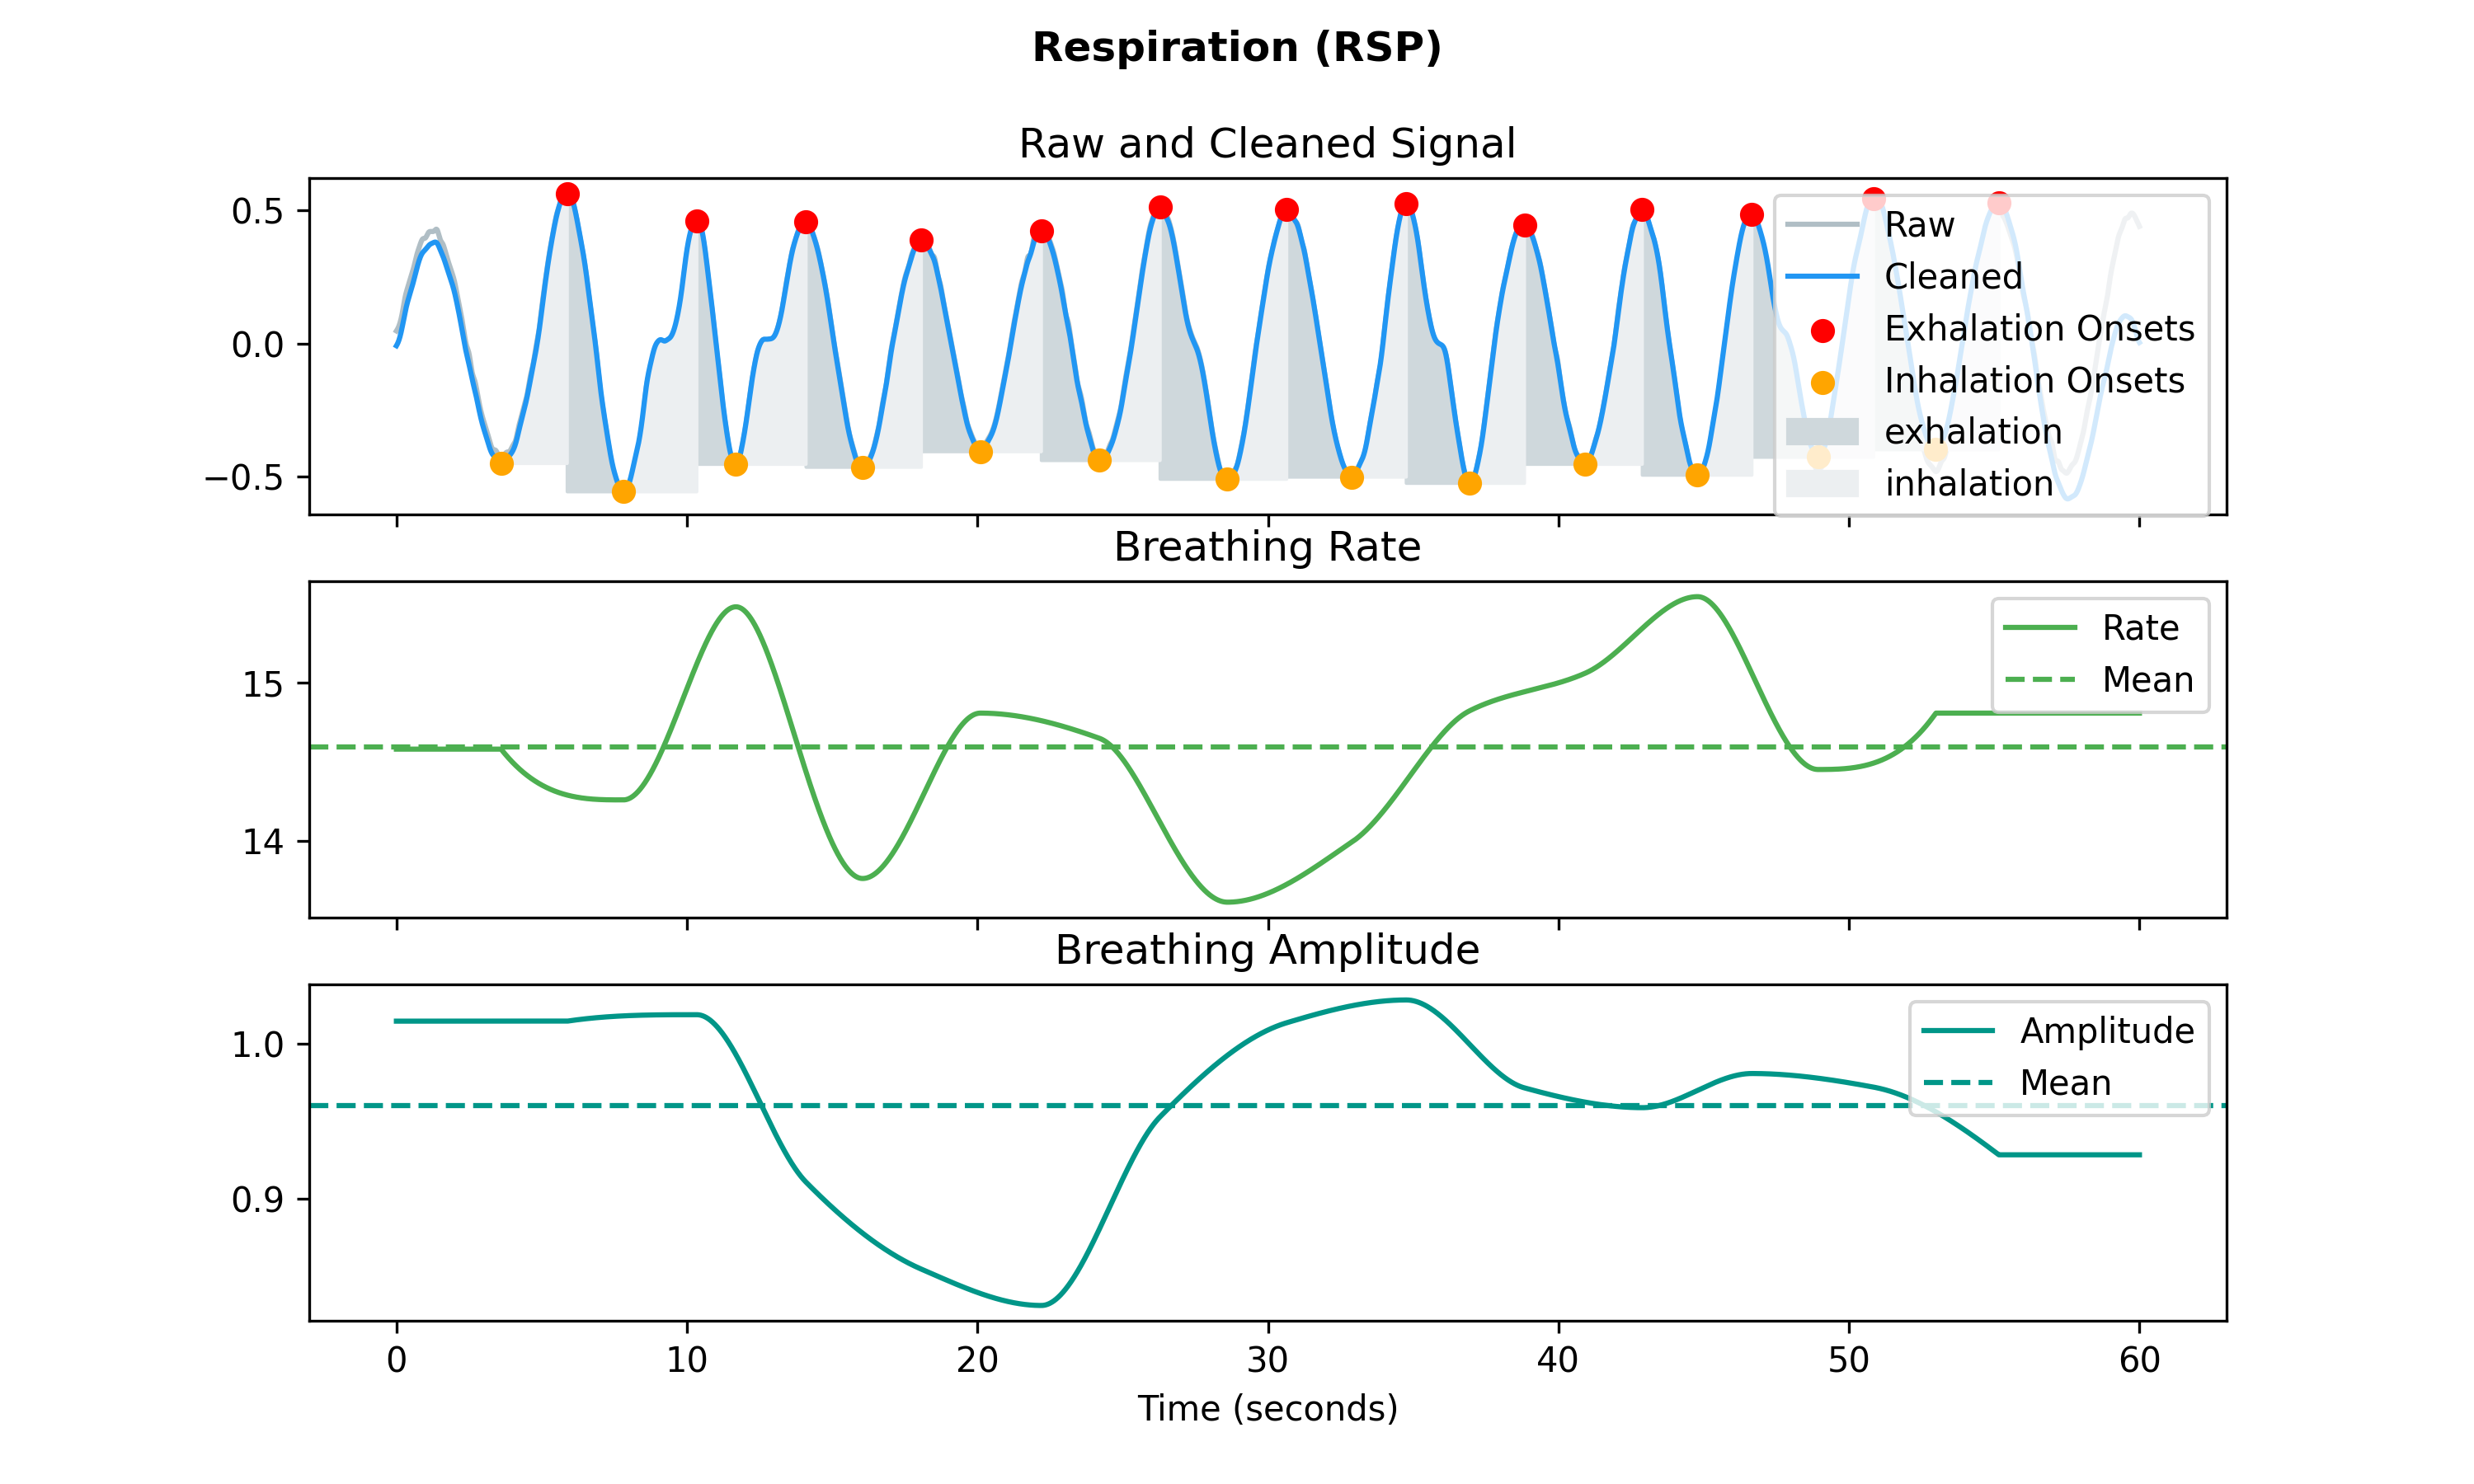 Respiration (RSP)
Raw and Cleaned Signal
0.5
0.0
−0.5
Raw
Cleaned
Exhalation Onsets
Inhalation Onsets
exhalation
inhalation
Breathing Rate
15
14
Rate
Mean
Breathing Amplitude
1.0
0.9
Amplitude
Mean
0 10 20 30 40 50 60
Time (seconds)